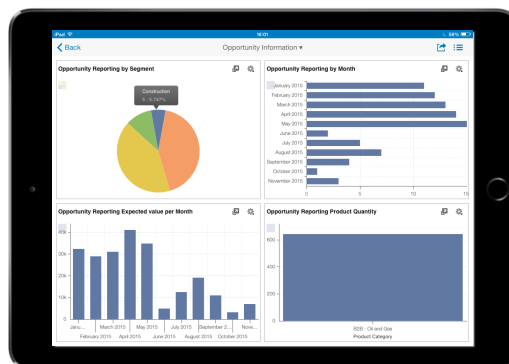 iPad 16:01 58%
Back Opportunity Information ▾
Opportunity Reporting by Segment
Construction
5 5.747%
Opportunity Reporting by Month
January 2015
February 2015
March 2015
April 2015
May 2015
June 2015
July 2015
August 2015
September 2015
October 2015
November 2015
0 5 10 15
Opportunity Reporting Expected value per Month
40k
30k
20k
10k
0
Janu... March 2015 May 2015 July 2015 September 2... Nove...
February 2015 April 2015 June 2015 August 2015 October 2015
Opportunity Reporting Product Quantity
600
400
200
0
B2B - Oil and Gas
Product Category